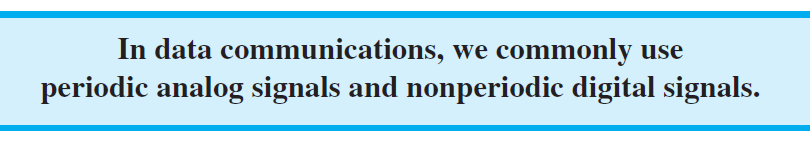 In data communications, we commonly use
periodic analog signals and nonperiodic digital signals.